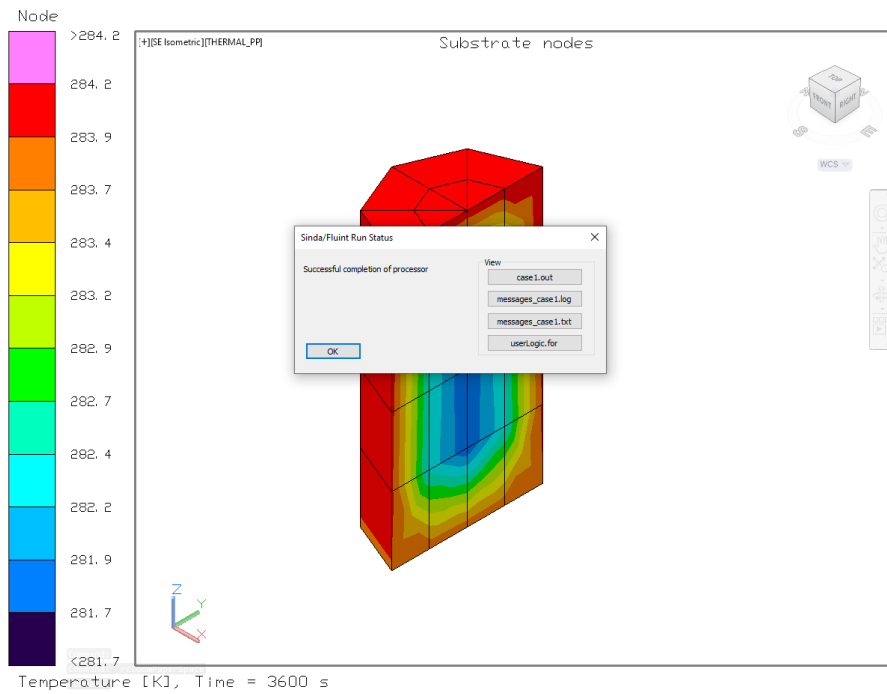 Node
>284.2
284.2
283.9
283.7
283.4
283.2
282.9
282.7
282.4
282.2
281.9
281.7
<281.7
[+][SE Isometric][THERMAL_PP]
Substrate nodes
TOP
FRONT
RIGHT
S
E
WCS
Sinda/Fluint Run Status
Successful completion of processor
View
case1.out
messages_case1.log
messages_case1.txt
userLogic.for
OK
Z
Y
X
Temperature [K], Time = 3600 s